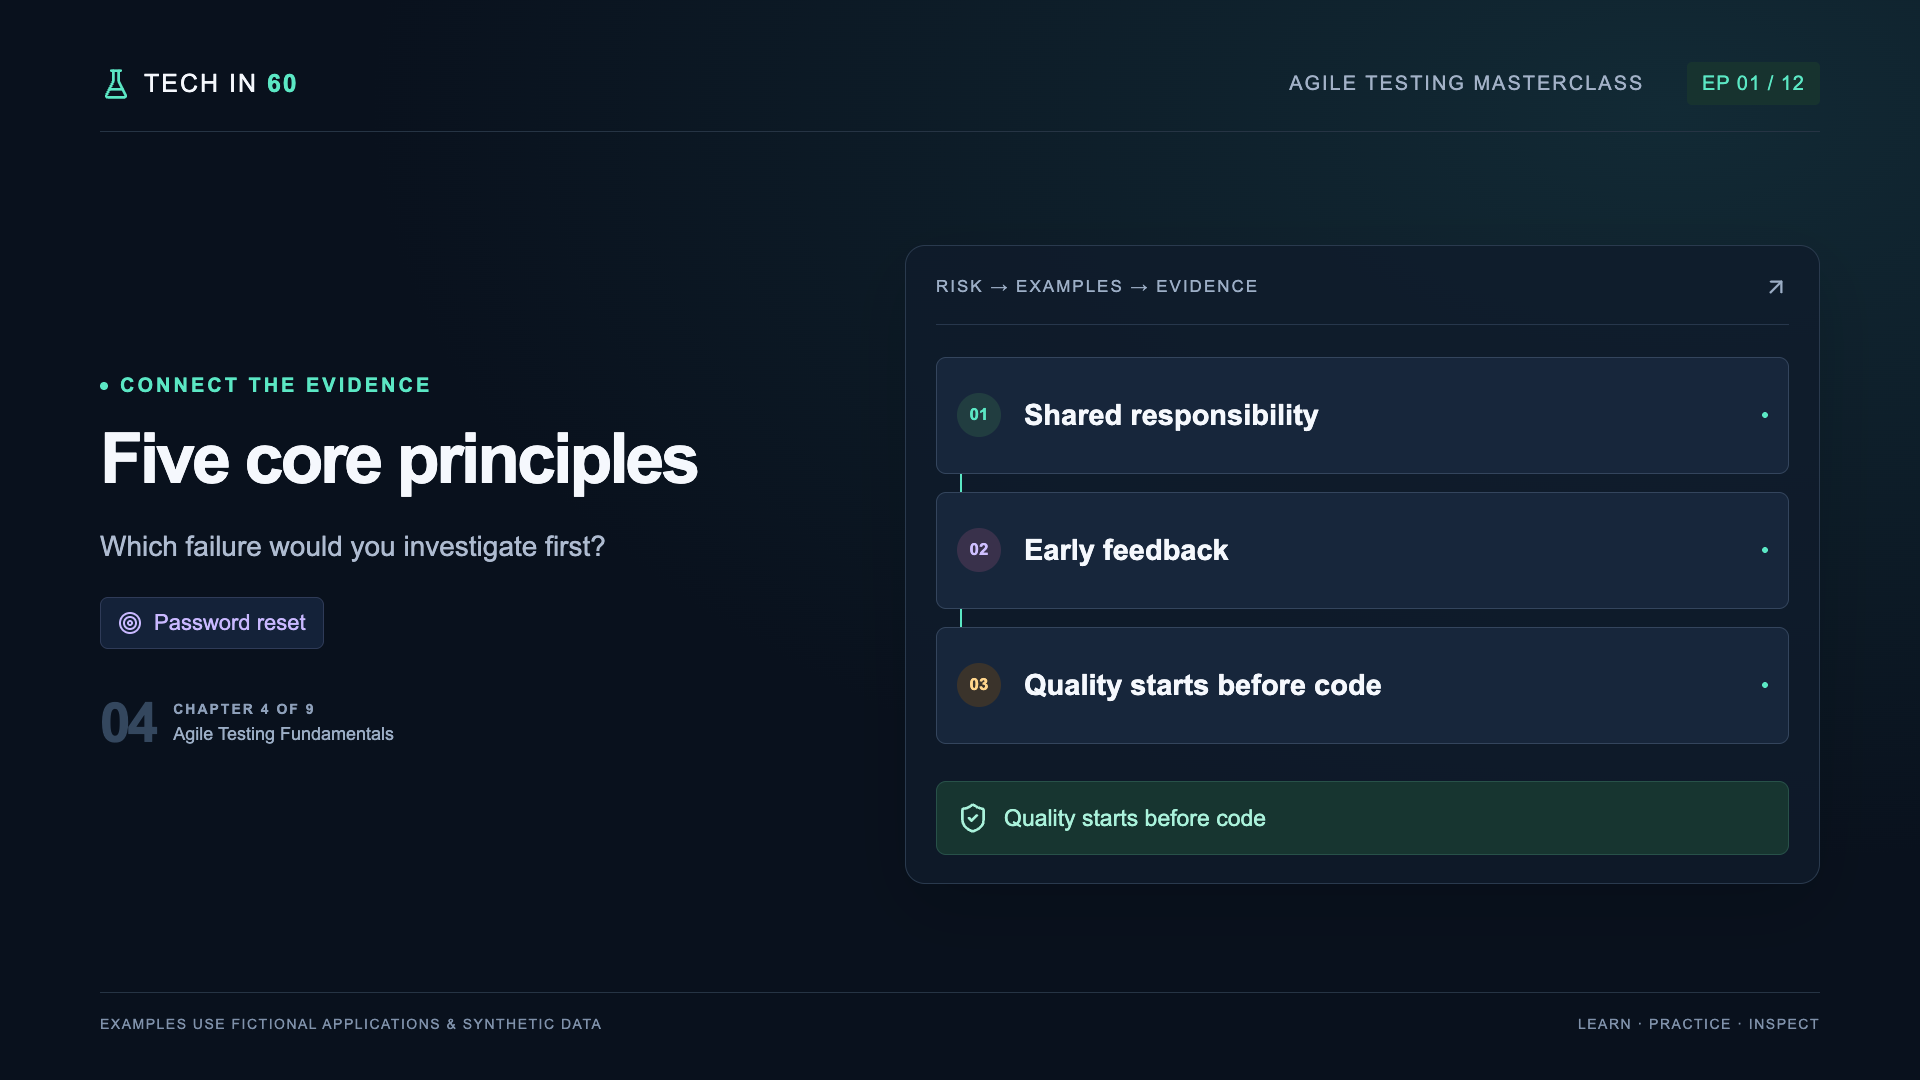 TECH IN 60
AGILE TESTING MASTERCLASS
EP 01 / 12
CONNECT THE EVIDENCE
Five core principles
Which failure would you investigate first?
Password reset
04
CHAPTER 4 OF 9
Agile Testing Fundamentals
RISK → EXAMPLES → EVIDENCE
01 Shared responsibility
02 Early feedback
03 Quality starts before code
Quality starts before code
EXAMPLES USE FICTIONAL APPLICATIONS & SYNTHETIC DATA
LEARN · PRACTICE · INSPECT